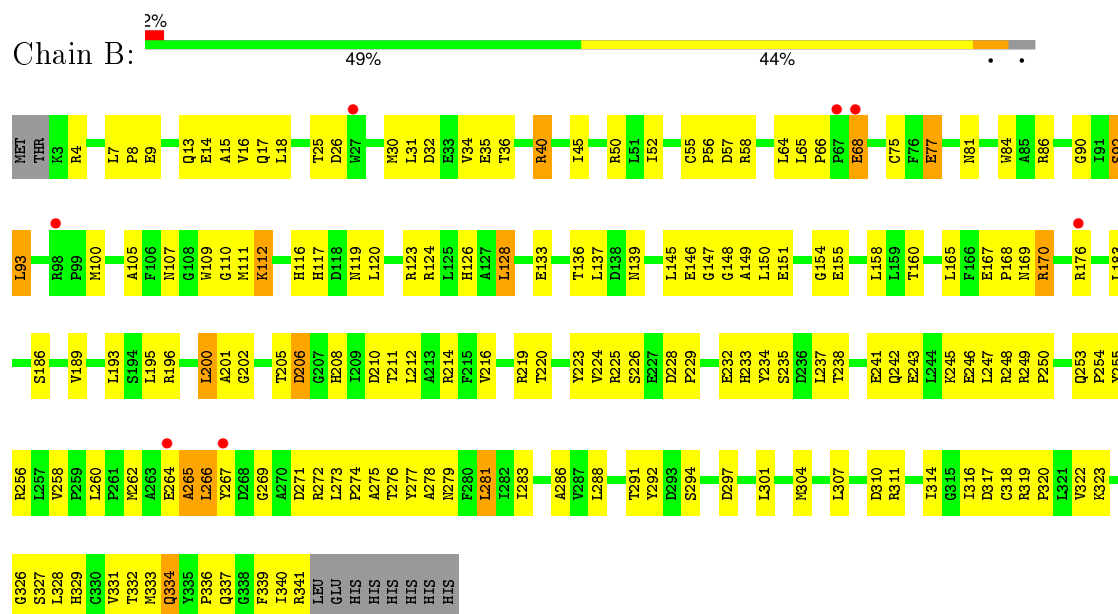 2%
Chain B:
49% 44% • •
MET THR K3 R4 L7 P8 E9 Q13 E14 A15 V16 Q17 L18 T25 D26 W27 M30 L31 D32 E33 V34 E35 T36 R40 I45 R50 L51 I52 C55 P56 D57 R58 L64 L65 P66 P67 E68 C75 F76 E77 N81 W84 A85 R86 G90 I91 S92
L93 R98 P99 M100 A105 F106 N107 G108 W109 G110 M111 K112 H116 H117 D118 N119 L120 R123 R124 L125 H126 A127 L128 E133 T136 L137 D138 N139 L145 E146 G147 G148 A149 L150 E151 G154 E155 L158 L159 T160 L165 F166 E167 P168 N169 R170 R176 L183
S186 V189 L193 S194 L195 R196 L200 A201 G202 T205 D206 G207 H208 I209 D210 T211 L212 A213 R214 F215 V216 R219 T220 Y223 V224 R225 S226 E227 D228 P229 E232 H233 Y234 S235 D236 L237 T238 E241 Q242 E243 L244 K245 E246 L247 R248 R249 P250 Q253 P254 Y255
R256 L257 V258 P259 L260 P261 M262 A263 E264 A265 L266 Y267 D268 G269 A270 D271 R272 L273 P274 A275 T276 Y277 A278 N279 F280 L281 I282 I283 A286 V287 L288 T291 Y292 D293 S294 D297 L301 M304 L307 D310 R311 I314 G315 I316 D317 C318 R319 P320 L321 V322 K323
G326 S327 L328 H329 C330 V331 T332 M333 Q334 Y335 P336 Q337 G338 F339 I340 R341 LEU GLU HIS HIS HIS HIS HIS HIS